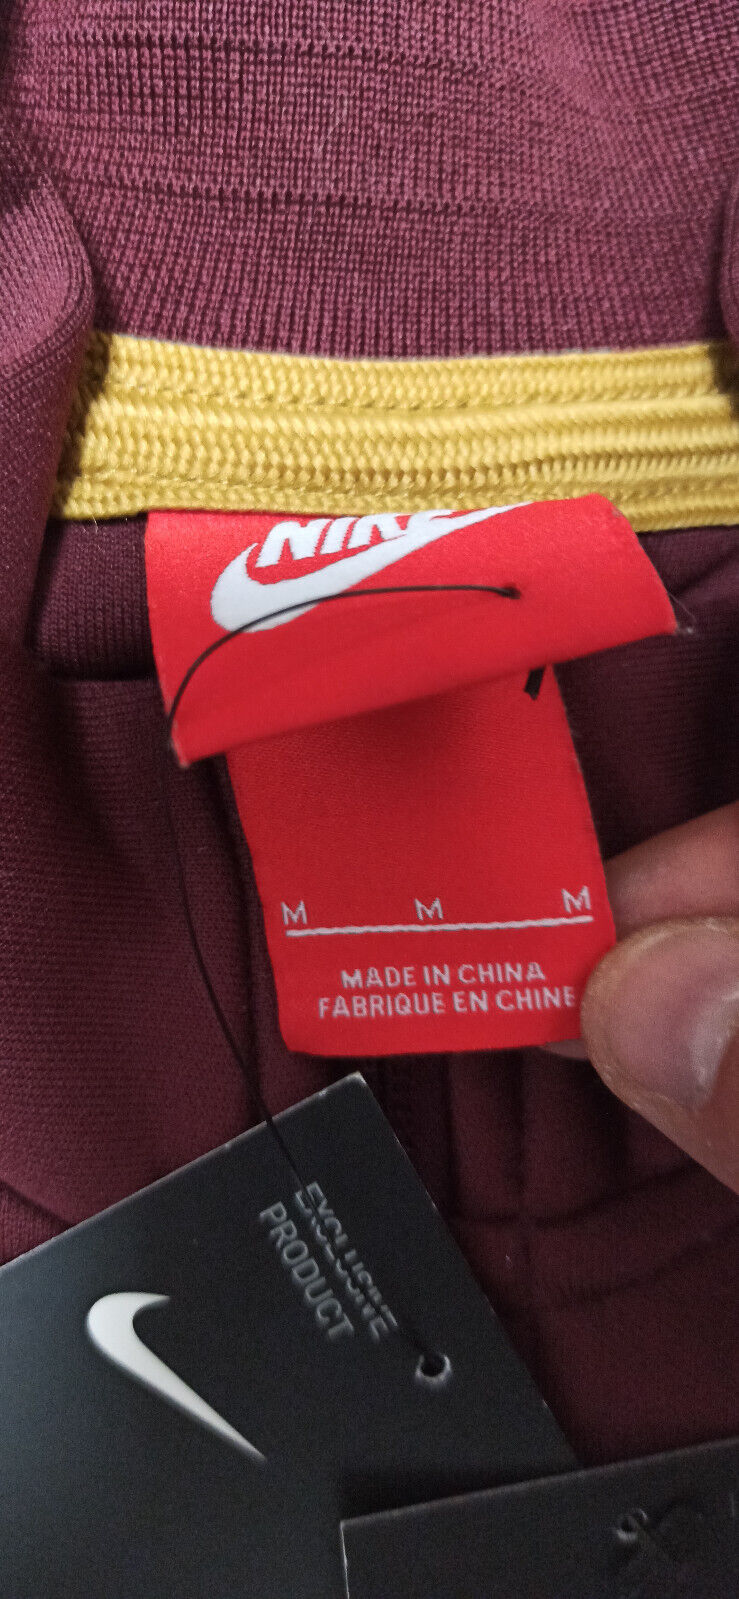 NIKE
M M M
MADE IN CHINA
FABRIQUE EN CHINE
EXCLUSIVE
PRODUCT